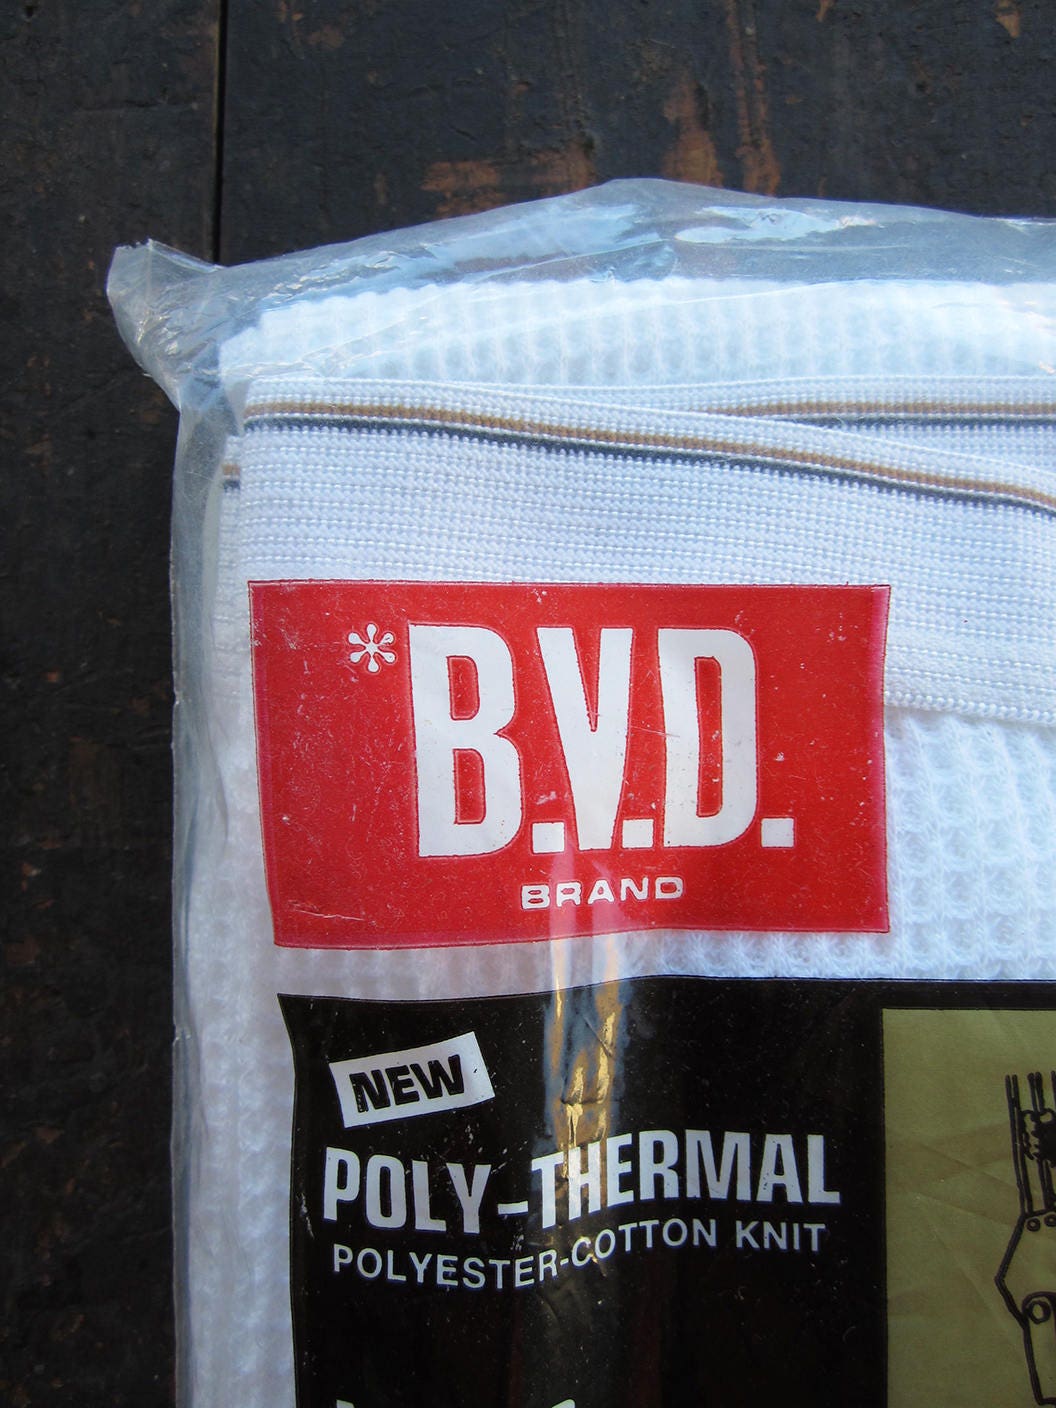 *B.V.D.
BRAND
NEW
POLY-THERMAL
POLYESTER-COTTON KNIT